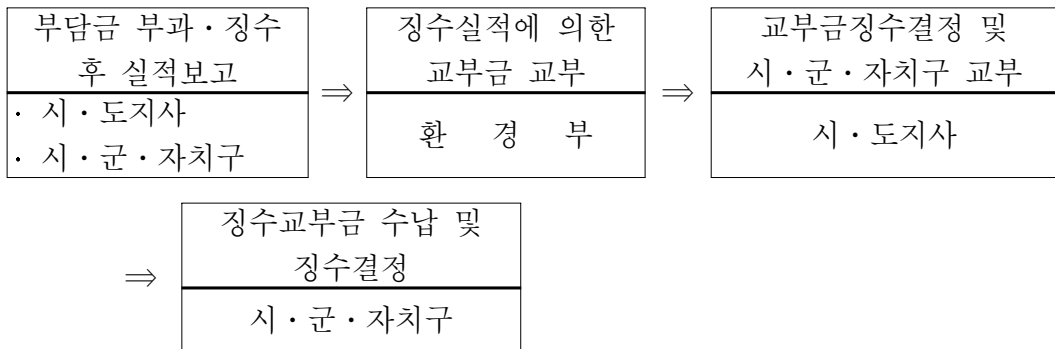 부담금 부과·징수
후 실적보고
· 시·도지사
· 시·군·자치구
⇒
징수실적에 의한
교부금 교부
환 경 부
⇒
교부금징수결정 및
시·군·자치구 교부
시·도지사
⇒
징수교부금 수납 및
징수결정
시·군·자치구